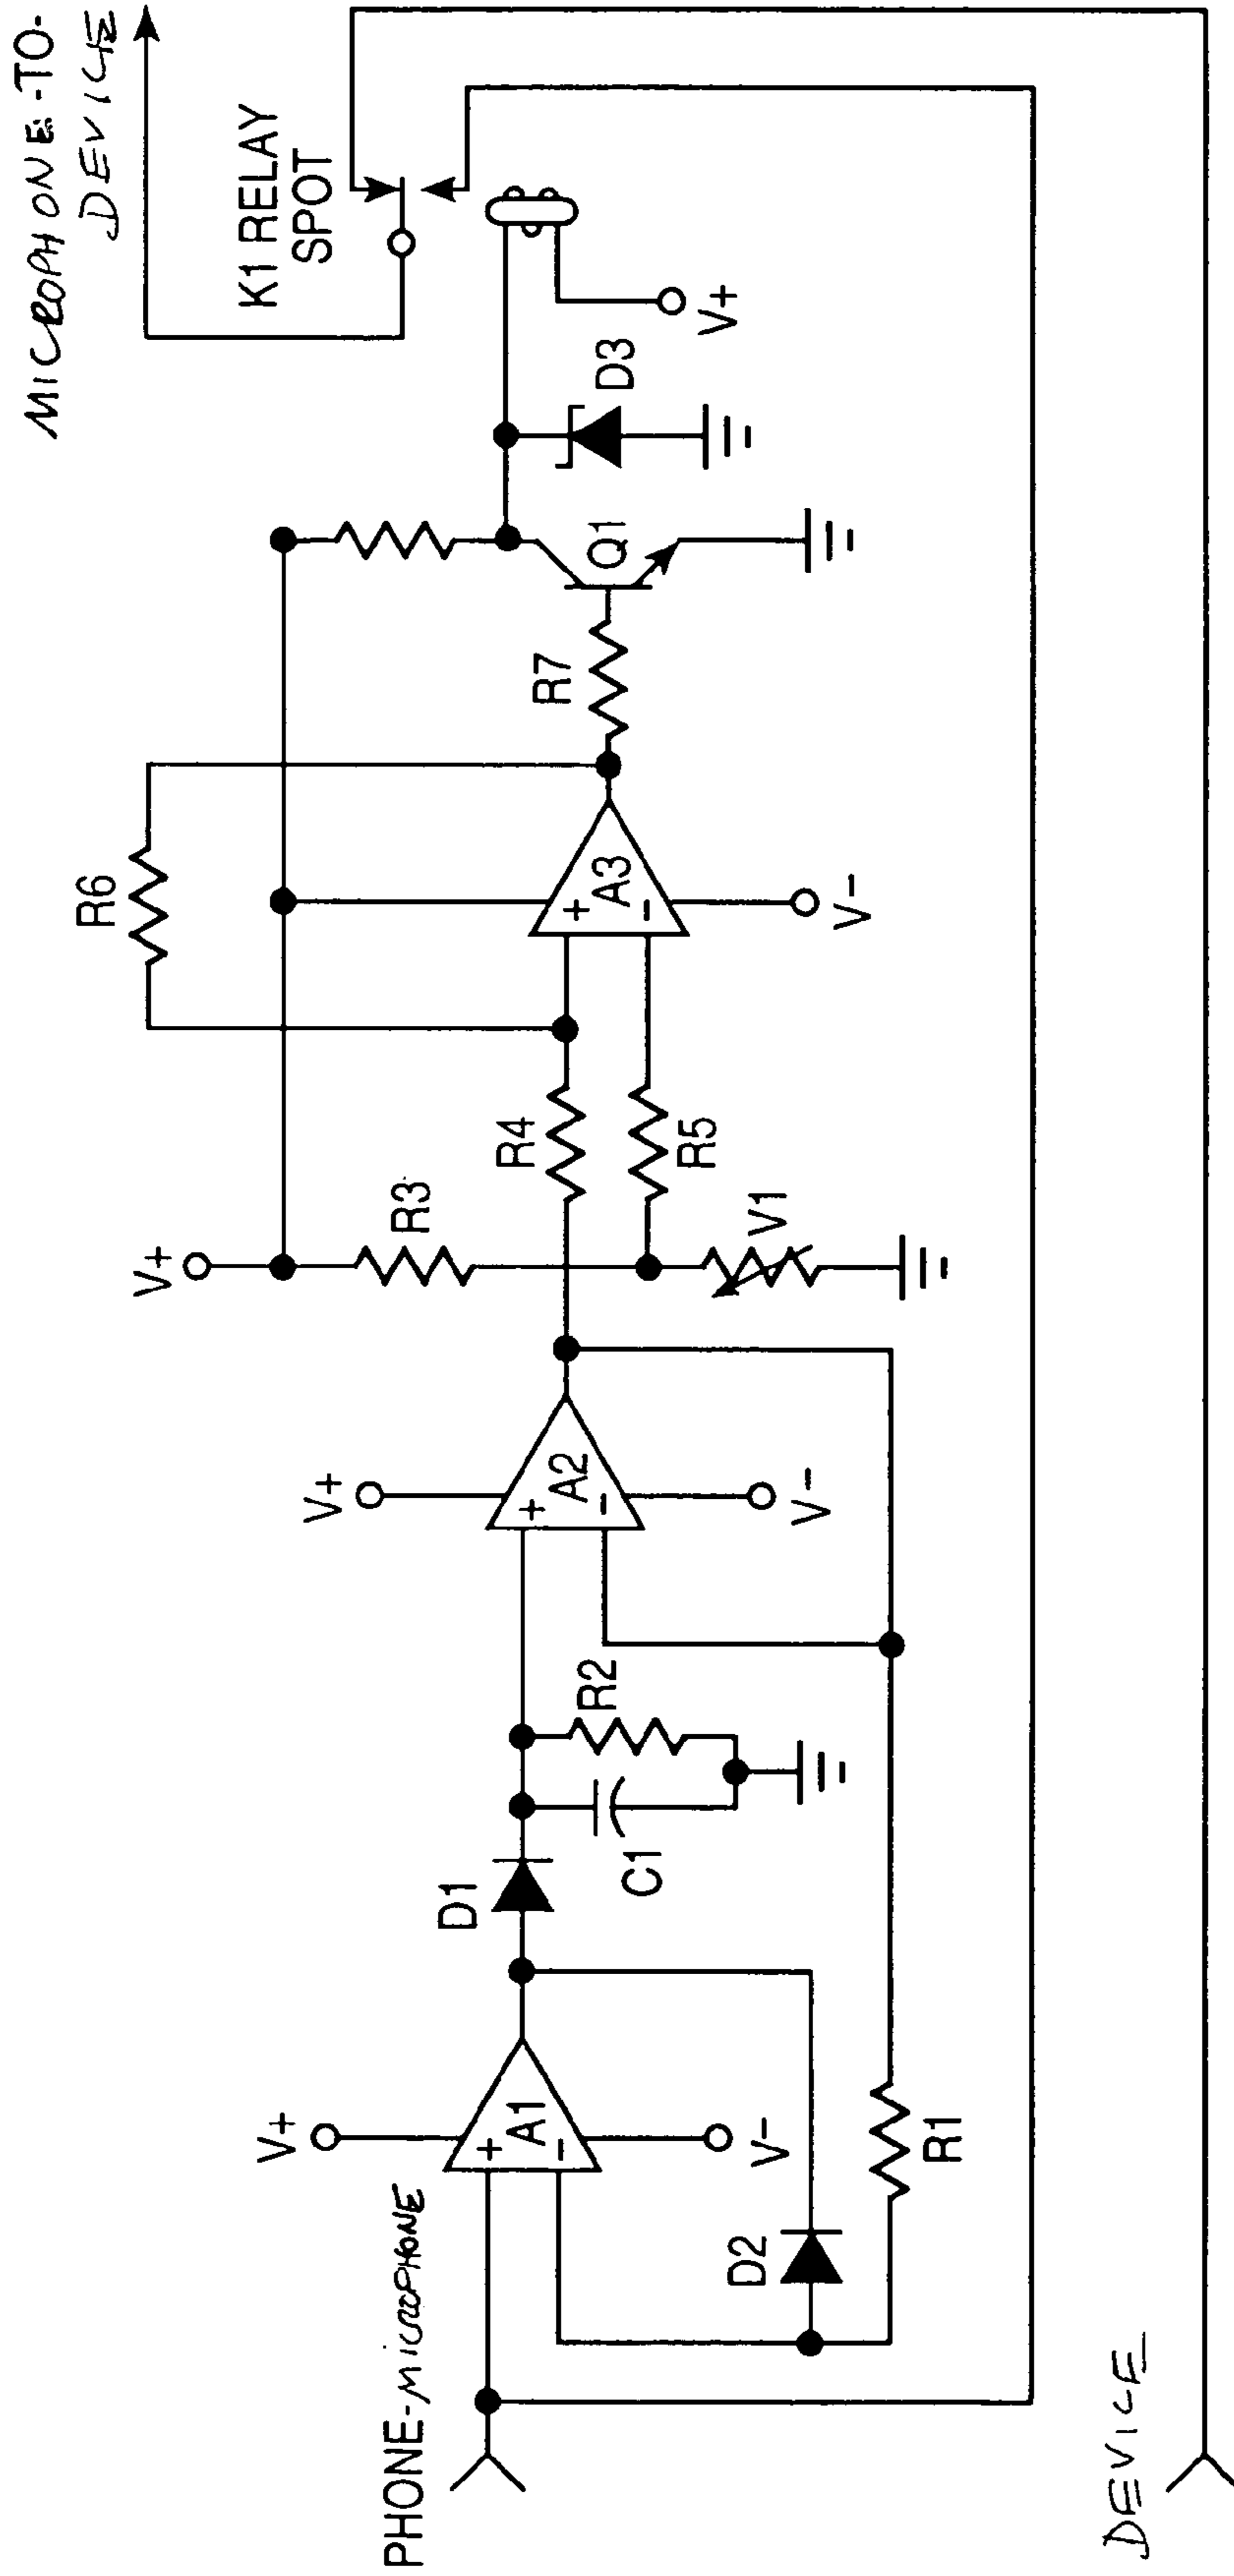 MICROPHONE-TO-
DEVICE
K1 RELAY
SPOT
V+
D3
Q1
R7
R6
A3
+
-
V-
R4
R5
R3
V+
V1
V+
A2
+
-
V-
R2
C1
D1
V+
A1
+
-
V-
D2
R1
PHONE-MICROPHONE
DEVICE